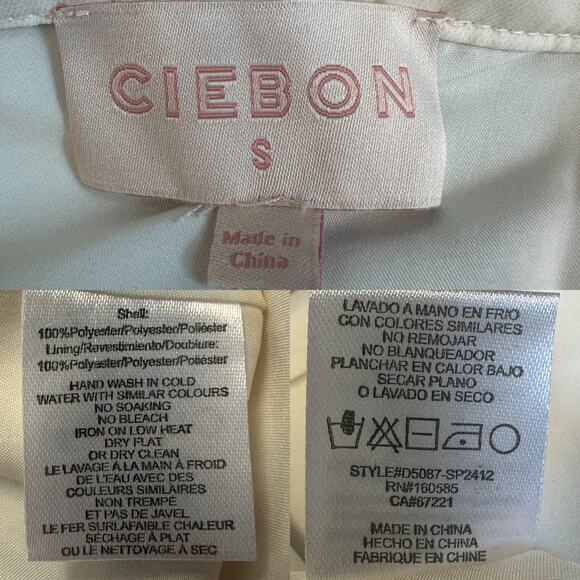 CIEBON
S
Made in
China
Shell:
100%Polyester/Polyester/Poliéster
Lining/Revestimiento/Doublure:
100%Polyester/Polyester/Poliéster
HAND WASH IN COLD
WATER WITH SIMILAR COLOURS
NO SOAKING
NO BLEACH
IRON ON LOW HEAT
DRY FLAT
OR DRY CLEAN
LE LAVAGE À LA MAIN À FROID
DE L'EAU AVEC DES
COULEURS SIMILAIRES
NON TREMPE
ET PAS DE JAVEL
LE FER SURLAFAIBLE CHALEUR
SÉCHAGE À PLAT
OU LE NETTOYAGE À SEC
LAVADO A MANO EN FRIO
CON COLORES SIMILARES
NO REMOJAR
NO BLANQUEADOR
PLANCHAR EN CALOR BAJO
SECAR PLANO
O LAVADO EN SECO
STYLE#D5087-SP2412
RN#160585
CA#67221
MADE IN CHINA
HECHO EN CHINA
FABRIQUE EN CHINE